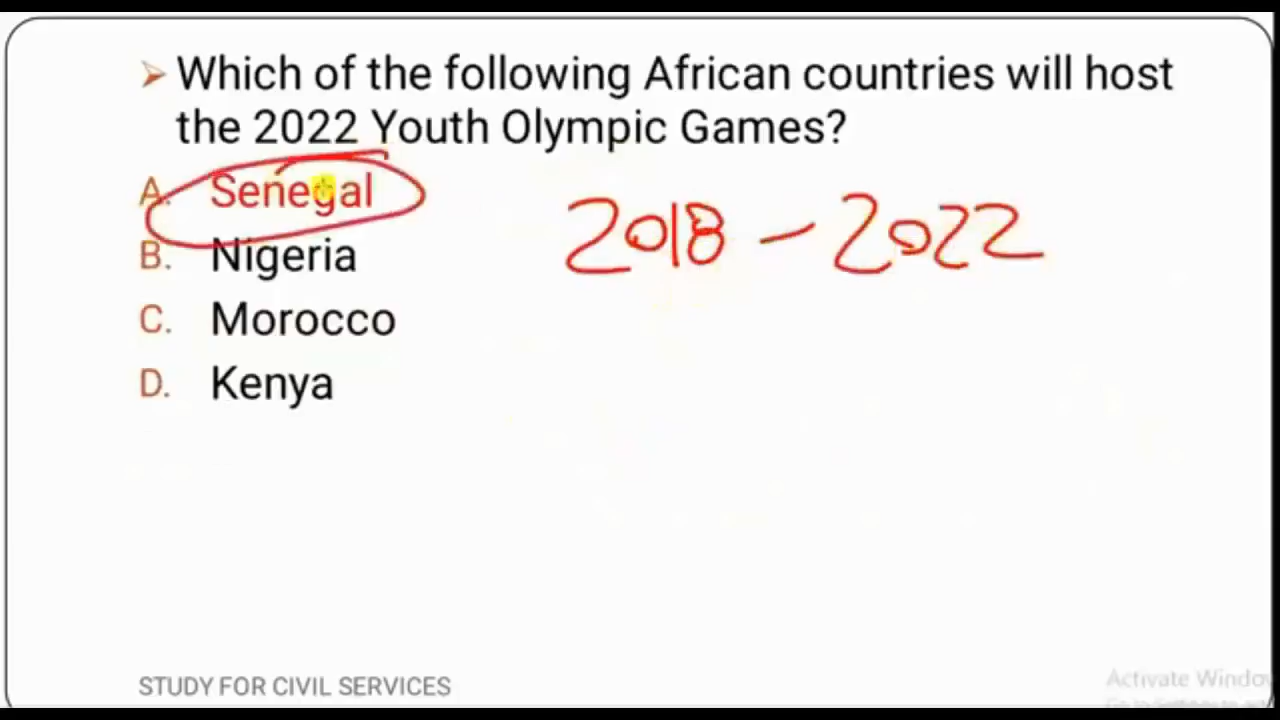 Which of the following African countries will host
the 2022 Youth Olympic Games?
A. Senegal
2018 - 2022
B. Nigeria
C. Morocco
D. Kenya
STUDY FOR CIVIL SERVICES
Activate Windo